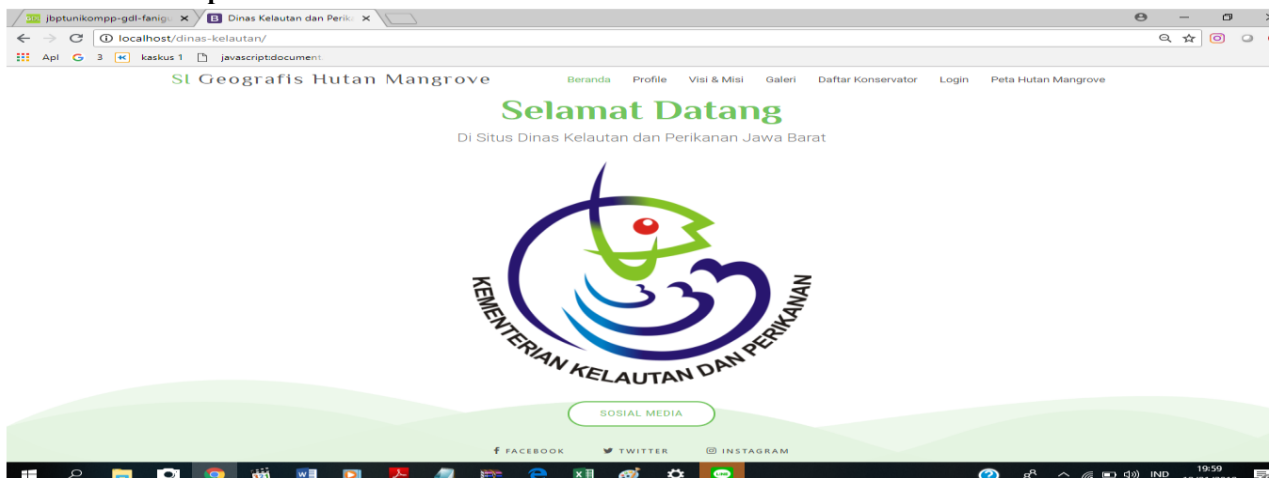 jbptunikompp-gdl-fanig
Dinas Kelautan dan Perik
localhost/dinas-kelautan/
Apl G 3 kaskus 1 javascript:document
SI Geografis Hutan Mangrove
Beranda Profile Visi & Misi Galeri Daftar Konservator Login Peta Hutan Mangrove
Selamat Datang
Di Situs Dinas Kelautan dan Perikanan Jawa Barat
KEMENTERIAN KELAUTAN DAN PERIKANAN
SOSIAL MEDIA
FACEBOOK TWITTER INSTAGRAM
IND 19:59